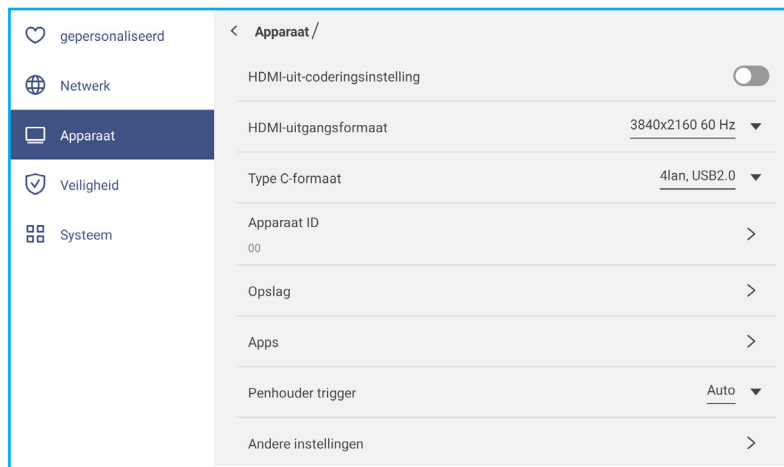 gepersonaliseerd
Netwerk
Apparaat
Veiligheid
Systeem
< Apparaat /
HDMI-uit-coderingsinstelling
HDMI-uitgangsformaat 3840x2160 60 Hz
Type C-formaat 4lan, USB2.0
Apparaat ID
00
Opslag
Apps
Penhouder trigger Auto
Andere instellingen